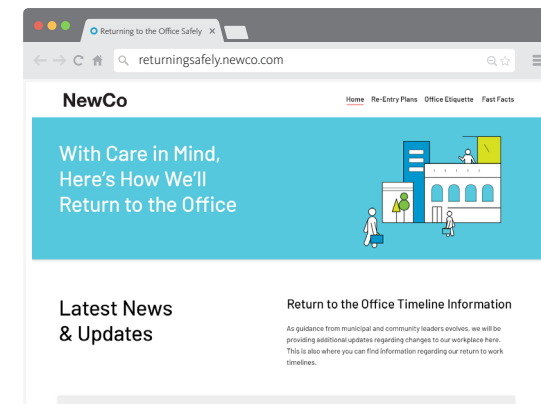 Returning to the Office Safely
returningsafely.newco.com
NewCo
Home Re-Entry Plans Office Etiquette Fast Facts
With Care in Mind,
Here's How We'll
Return to the Office
Latest News
& Updates
Return to the Office Timeline Information
As guidance from municipal and community leaders evolves, we will be
providing additional updates regarding changes to our workplace here.
This is also where you can find information regarding our return to work
timelines.